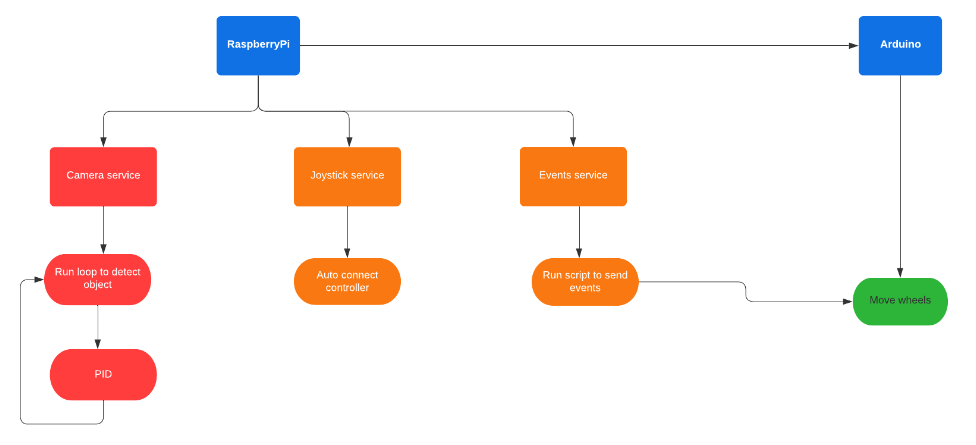 RaspberryPi
Arduino
Camera service
Joystick service
Events service
Run loop to detect
object
Auto connect
controller
Run script to send
events
Move wheels
PID